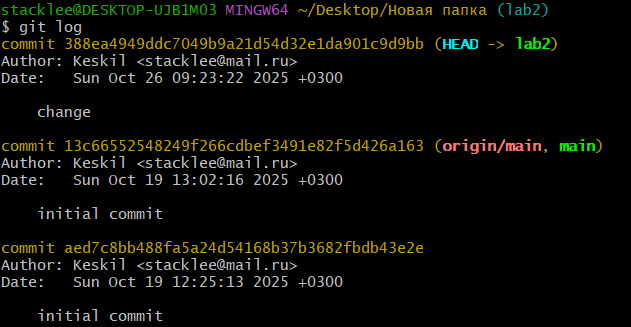 stacklee@DESKTOP-UJB1MO3 MINGW64 ~/Desktop/Новая папка (lab2)
$ git log
commit 388ea4949ddc7049b9a21d54d32e1da901c9d9bb (HEAD -> lab2)
Author: Keskil <stacklee@mail.ru>
Date:   Sun Oct 26 09:23:22 2025 +0300

    change

commit 13c66552548249f266cdbef3491e82f5d426a163 (origin/main, main)
Author: Keskil <stacklee@mail.ru>
Date:   Sun Oct 19 13:02:16 2025 +0300

    initial commit

commit aed7c8bb488fa5a24d54168b37b3682fbdb43e2e
Author: Keskil <stacklee@mail.ru>
Date:   Sun Oct 19 12:25:13 2025 +0300

    initial commit